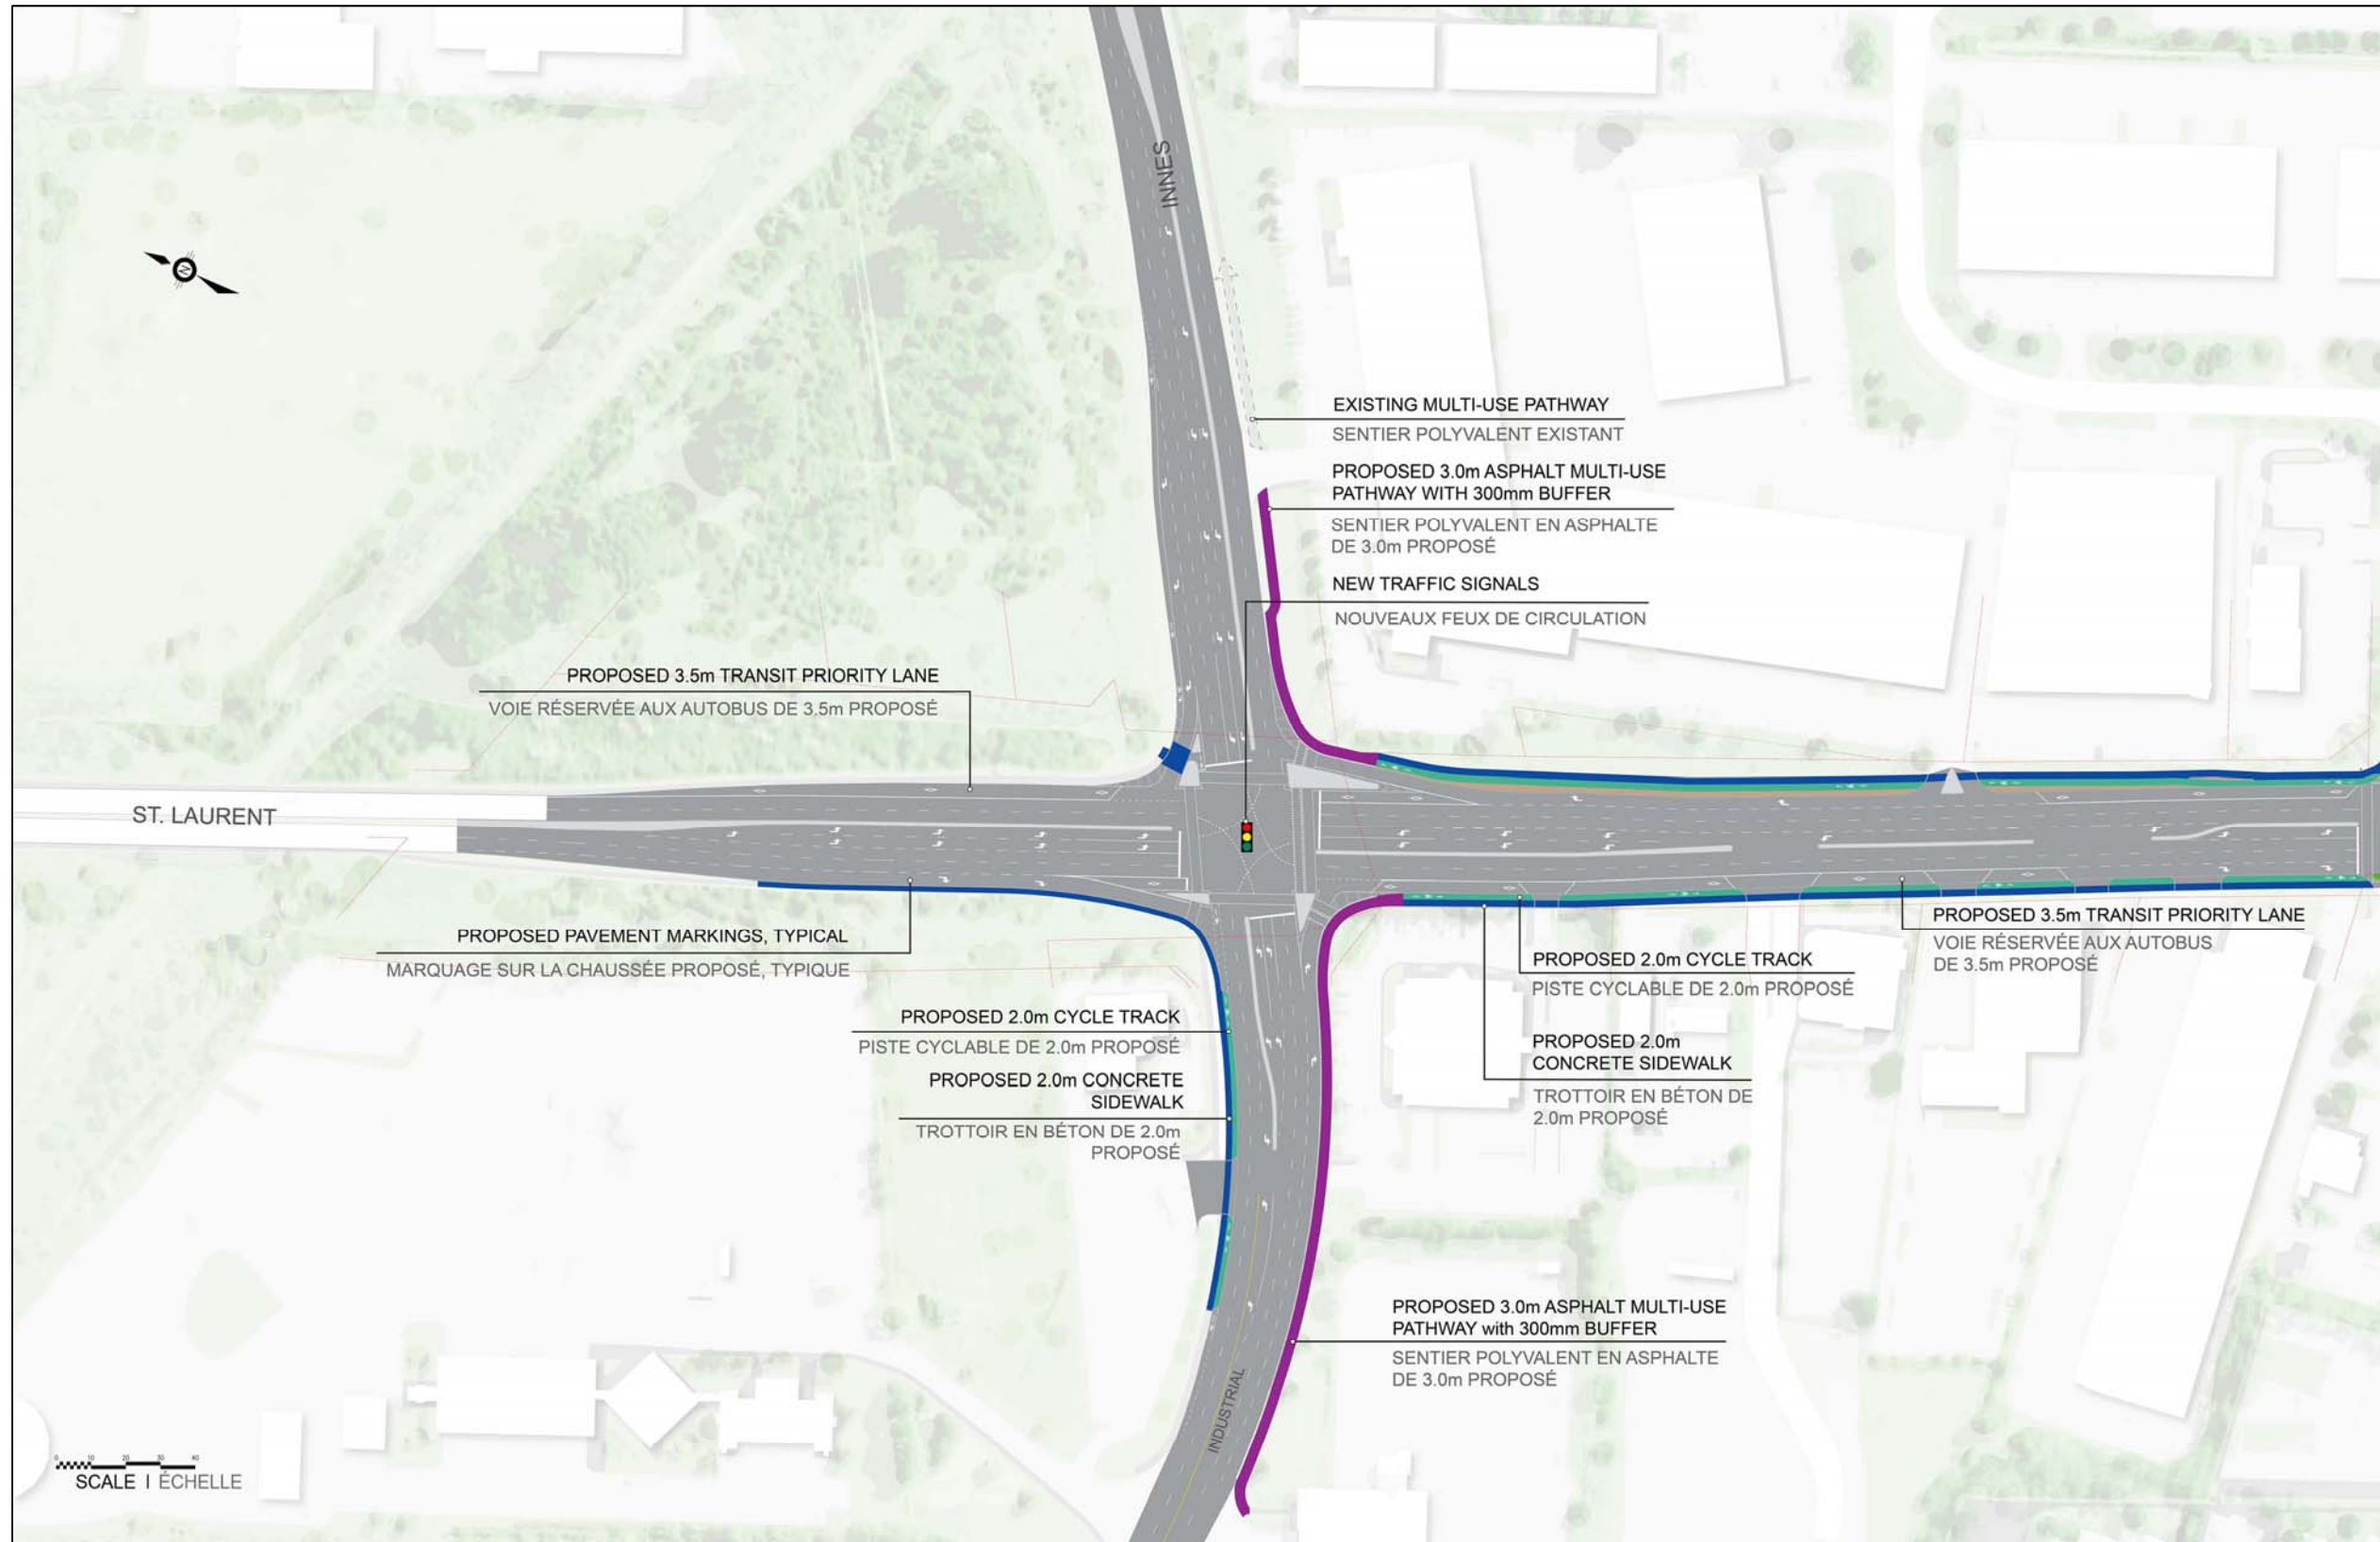 INNES
N
EXISTING MULTI-USE PATHWAY
SENTIER POLYVALENT EXISTANT
PROPOSED 3.0m ASPHALT MULTI-USE
PATHWAY WITH 300mm BUFFER
SENTIER POLYVALENT EN ASPHALTE
DE 3.0m PROPOSÉ
NEW TRAFFIC SIGNALS
NOUVEAUX FEUX DE CIRCULATION
PROPOSED 3.5m TRANSIT PRIORITY LANE
VOIE RÉSERVÉE AUX AUTOBUS DE 3.5m PROPOSÉ
ST. LAURENT
PROPOSED PAVEMENT MARKINGS, TYPICAL
MARQUAGE SUR LA CHAUSSÉE PROPOSÉ, TYPIQUE
PROPOSED 3.5m TRANSIT PRIORITY LANE
VOIE RÉSERVÉE AUX AUTOBUS
DE 3.5m PROPOSÉ
PROPOSED 2.0m CYCLE TRACK
PISTE CYCLABLE DE 2.0m PROPOSÉ
PROPOSED 2.0m
CONCRETE SIDEWALK
TROTTOIR EN BÉTON DE
2.0m PROPOSÉ
PROPOSED 2.0m CYCLE TRACK
PISTE CYCLABLE DE 2.0m PROPOSÉ
PROPOSED 2.0m CONCRETE
SIDEWALK
TROTTOIR EN BÉTON DE 2.0m
PROPOSÉ
PROPOSED 3.0m ASPHALT MULTI-USE
PATHWAY with 300mm BUFFER
SENTIER POLYVALENT EN ASPHALTE
DE 3.0m PROPOSÉ
INDUSTRIAL
0 10 20 30 40
SCALE I ÉCHELLE